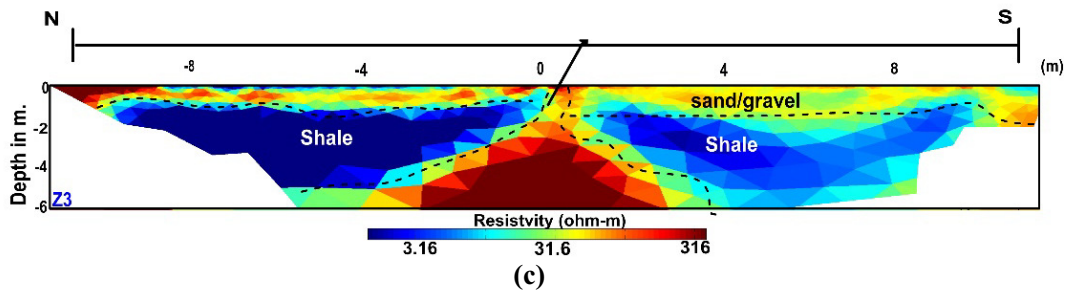 N S
-8 -4 0 4 8 (m)
0
sand/gravel
-2
Shale Shale
-4
-6
Depth in m.
Z3
Resistvity (ohm-m)
3.16 31.6 316
(c)